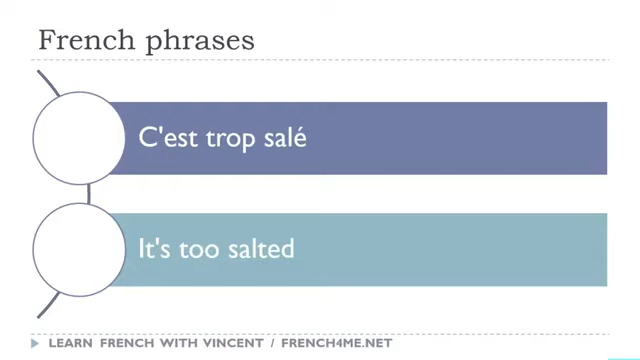 French phrases
C'est trop salé
It's too salted
LEARN FRENCH WITH VINCENT / FRENCH4ME.NET